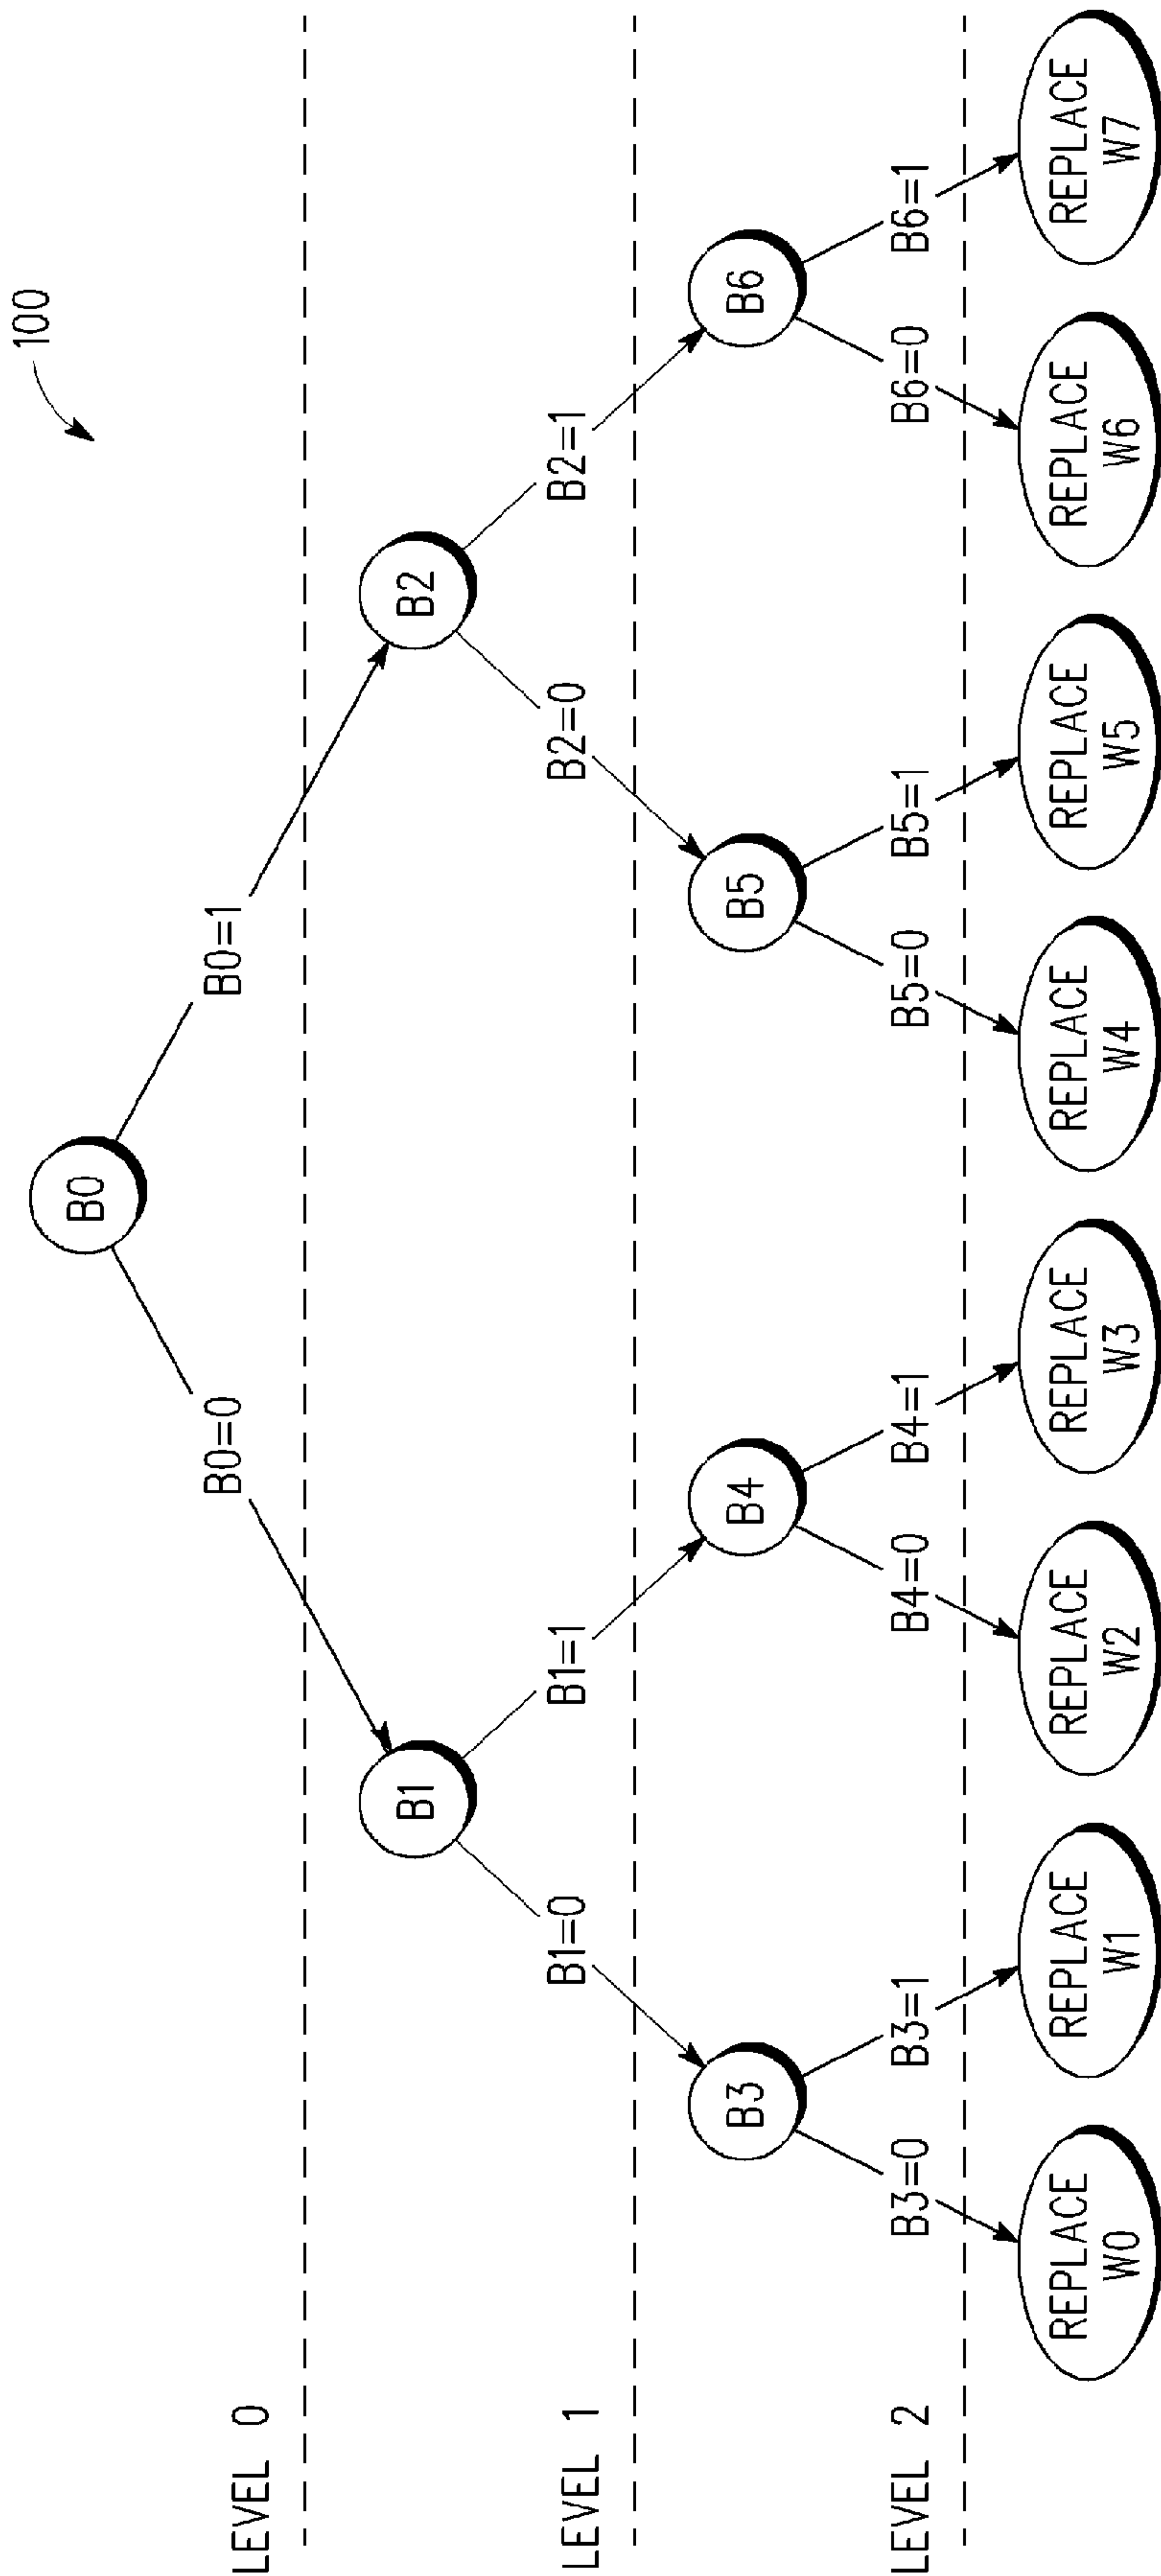 100
B0
B0=0
B0=1
LEVEL 0
B1
B2
B1=0
B1=1
B2=0
B2=1
LEVEL 1
B3
B4
B5
B6
B3=0
B3=1
B4=0
B4=1
B5=0
B5=1
B6=0
B6=1
LEVEL 2
REPLACE
W0
REPLACE
W1
REPLACE
W2
REPLACE
W3
REPLACE
W4
REPLACE
W5
REPLACE
W6
REPLACE
W7